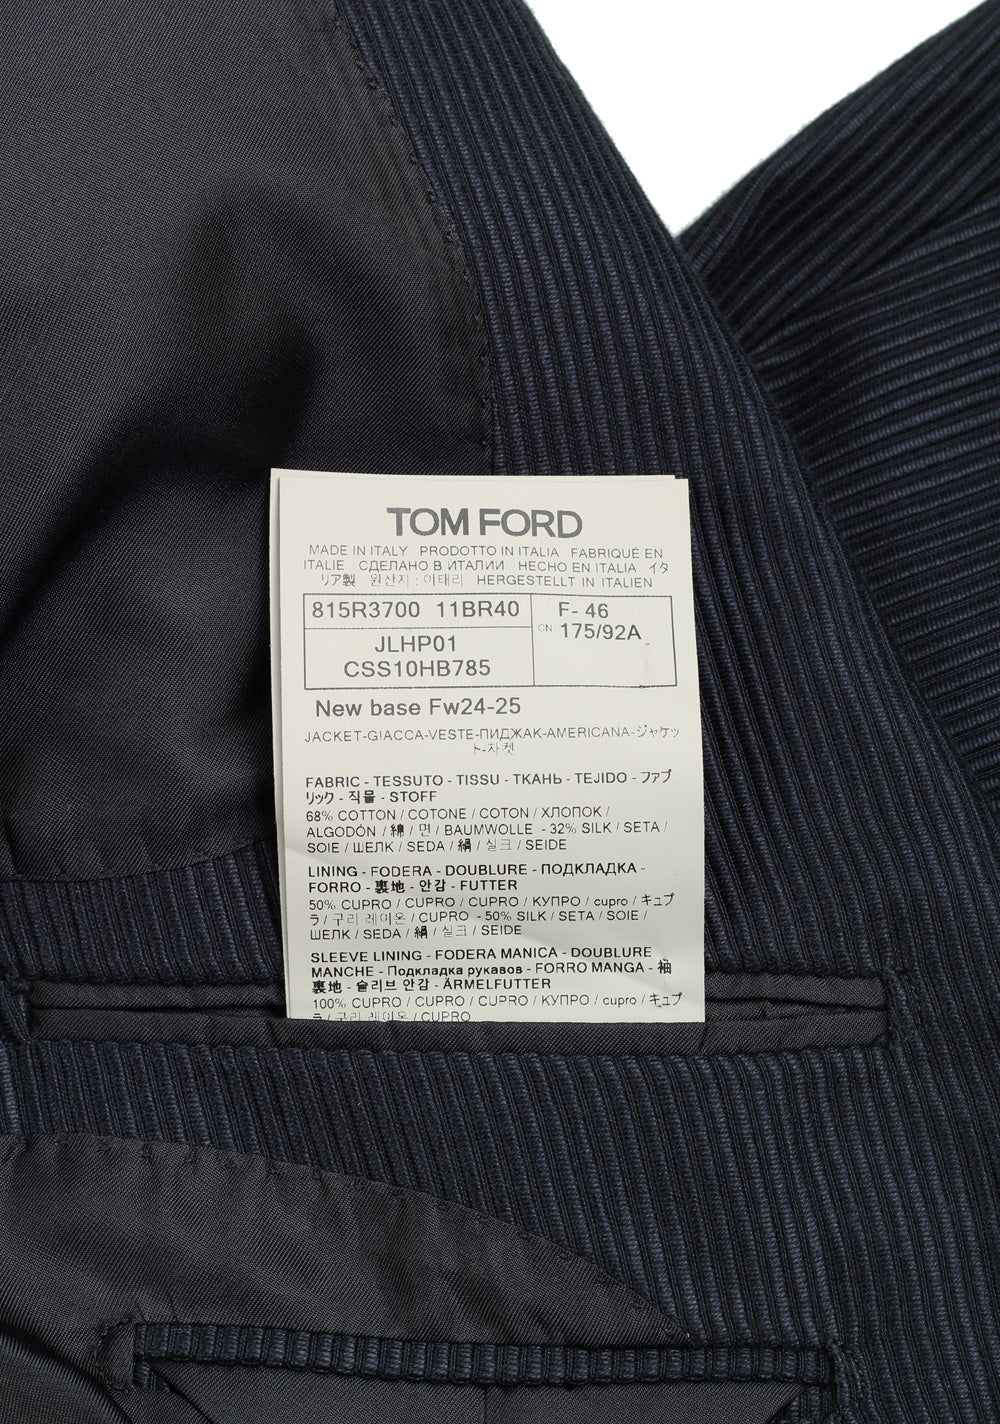 TOM FORD
MADE IN ITALY PRODOTTO IN ITALIA FABRIQUÉ EN
ITALIE СДЕЛАНО В ИТАЛИИ HECHO EN ITALIA イタ
リア製 원산지 : 이태리 HERGESTELLT IN ITALIEN
815R3700 11BR40
F- 46
CN 175/92A
JLHP01
CSS10HB785
New base Fw24-25
JACKET-GIACCA-VESTE-ПИДЖАК-AMERICANA-ジャケッ
ト-자켓
FABRIC - TESSUTO - TISSU - ТКАНЬ - TEJIDO - ファブ
リック - 직물 - STOFF
68% COTTON / COTONE / COTON / ХЛОПОК /
ALGODÓN / 綿 / 면 / BAUMWOLLE - 32% SILK / SETA /
SOIE / ШЕЛК / SEDA / 絹 / 실크 / SEIDE
LINING - FODERA - DOUBLURE - ПОДКЛАДКА -
FORRO - 裏地 - 안감 - FUTTER
50% CUPRO / CUPRO / CUPRO / КУПРО / cupro / キュプ
ラ / 구리 레이온 / CUPRO - 50% SILK / SETA / SOIE /
ШЕЛК / SEDA / 絹 / 실크 / SEIDE
SLEEVE LINING - FODERA MANICA - DOUBLURE
MANCHE - Подкладка рукавов - FORRO MANGA - 袖
裏地 - 슬리브 안감 - ÄRMELFUTTER
100% CUPRO / CUPRO / CUPRO / КУПРО / cupro / キュプ
ラ / 구리 레이온 / CUPRO